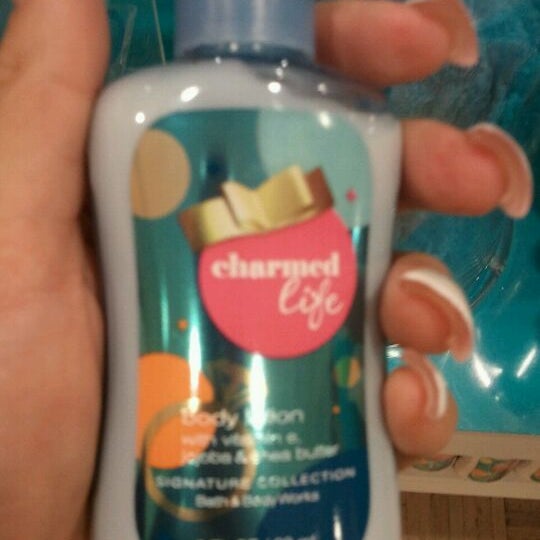 charmed
life
body lotion
with vitamin e,
jojoba & shea butter
SIGNATURE COLLECTION
Bath & Body Works